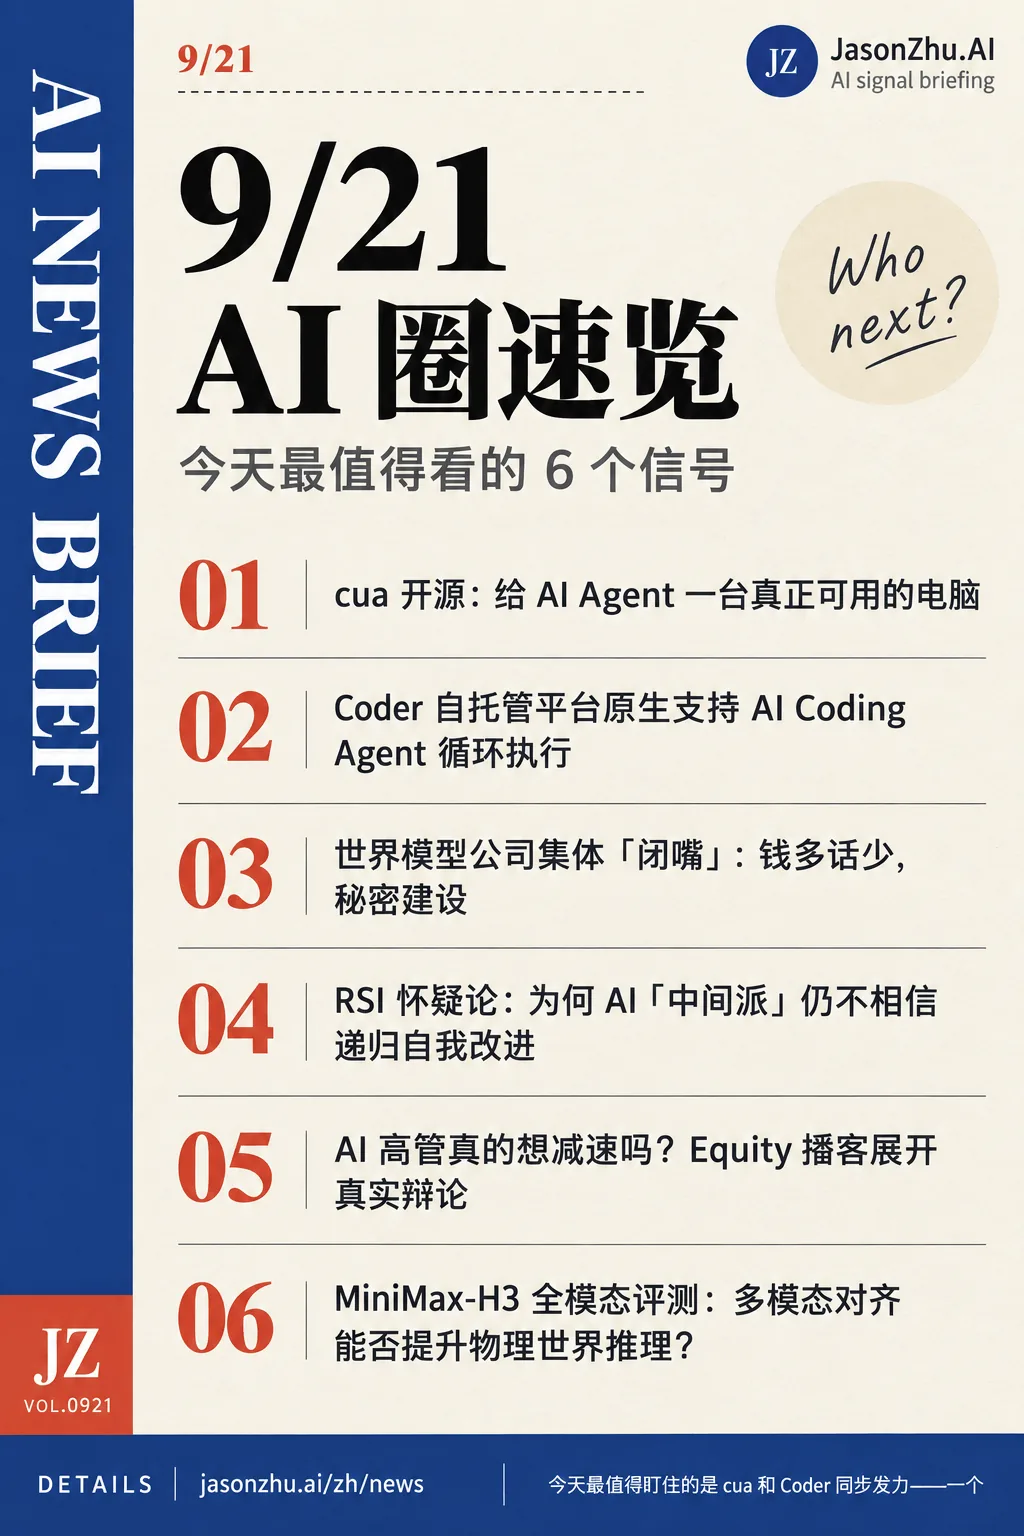 AI NEWS BRIEF
9/21
JZ
JasonZhu.AI
AI signal briefing
9/21
AI 圈速览
今天最值得看的 6 个信号
Who
next?
01
cua 开源：给 AI Agent 一台真正可用的电脑
02
Coder 自托管平台原生支持 AI Coding
Agent 循环执行
03
世界模型公司集体「闭嘴」：钱多话少，
秘密建设
04
RSI 怀疑论：为何 AI「中间派」仍不相信
递归自我改进
05
AI 高管真的想减速吗？Equity 播客展开
真实辩论
06
MiniMax-H3 全模态评测：多模态对齐
能否提升物理世界推理？
JZ
VOL.0921
DETAILS
jasonzhu.ai/zh/news
今天最值得盯住的是 cua 和 Coder 同步发力——一个